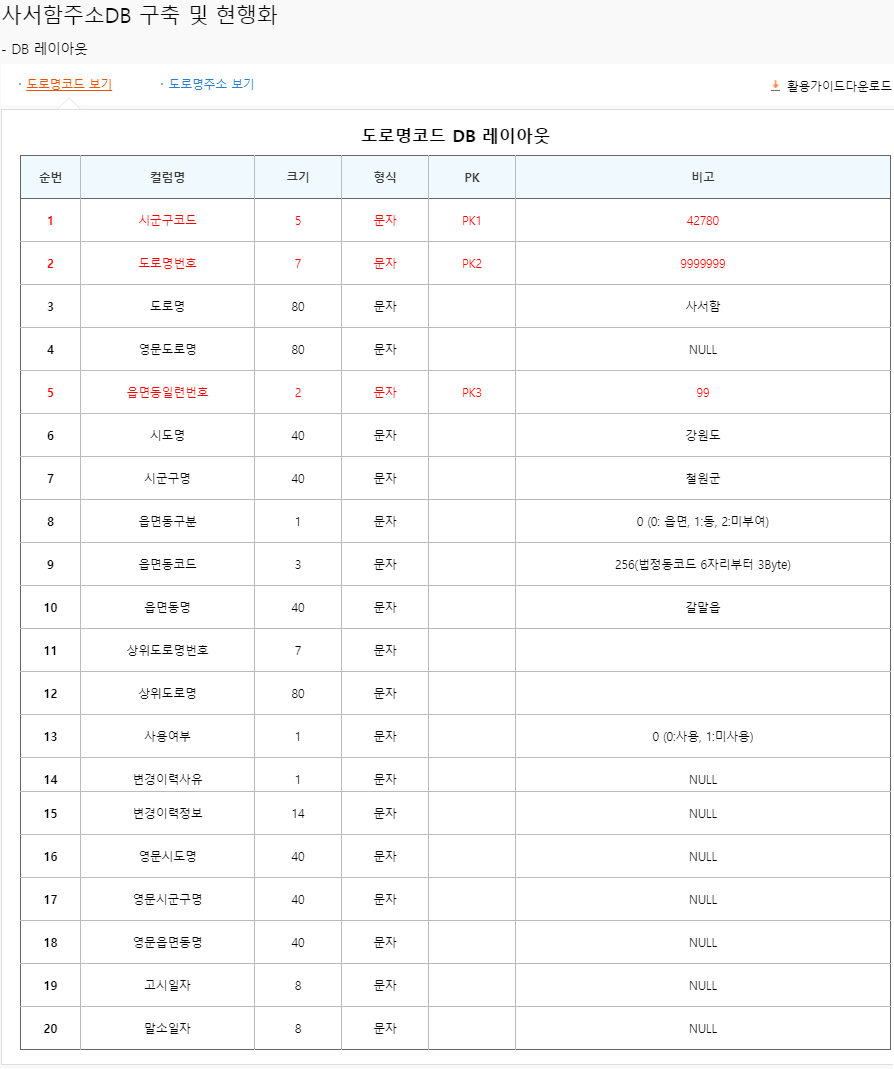 사서함주소DB 구축 및 현행화
- DB 레이아웃
· 도로명코드 보기 · 도로명주소 보기 활용가이드다운로드
도로명코드 DB 레이아웃
순번 컬럼명 크기 형식 PK 비고
1 시군구코드 5 문자 PK1 42780
2 도로명번호 7 문자 PK2 9999999
3 도로명 80 문자 사서함
4 영문도로명 80 문자 NULL
5 읍면동일련번호 2 문자 PK3 99
6 시도명 40 문자 강원도
7 시군구명 40 문자 철원군
8 읍면동구분 1 문자 0 (0: 읍면, 1:동, 2:미부여)
9 읍면동코드 3 문자 256(법정동코드 6자리부터 3Byte)
10 읍면동명 40 문자 갈말읍
11 상위도로명번호 7 문자
12 상위도로명 80 문자
13 사용여부 1 문자 0 (0:사용, 1:미사용)
14 변경이력사유 1 문자 NULL
15 변경이력정보 14 문자 NULL
16 영문시도명 40 문자 NULL
17 영문시군구명 40 문자 NULL
18 영문읍면동명 40 문자 NULL
19 고시일자 8 문자 NULL
20 말소일자 8 문자 NULL